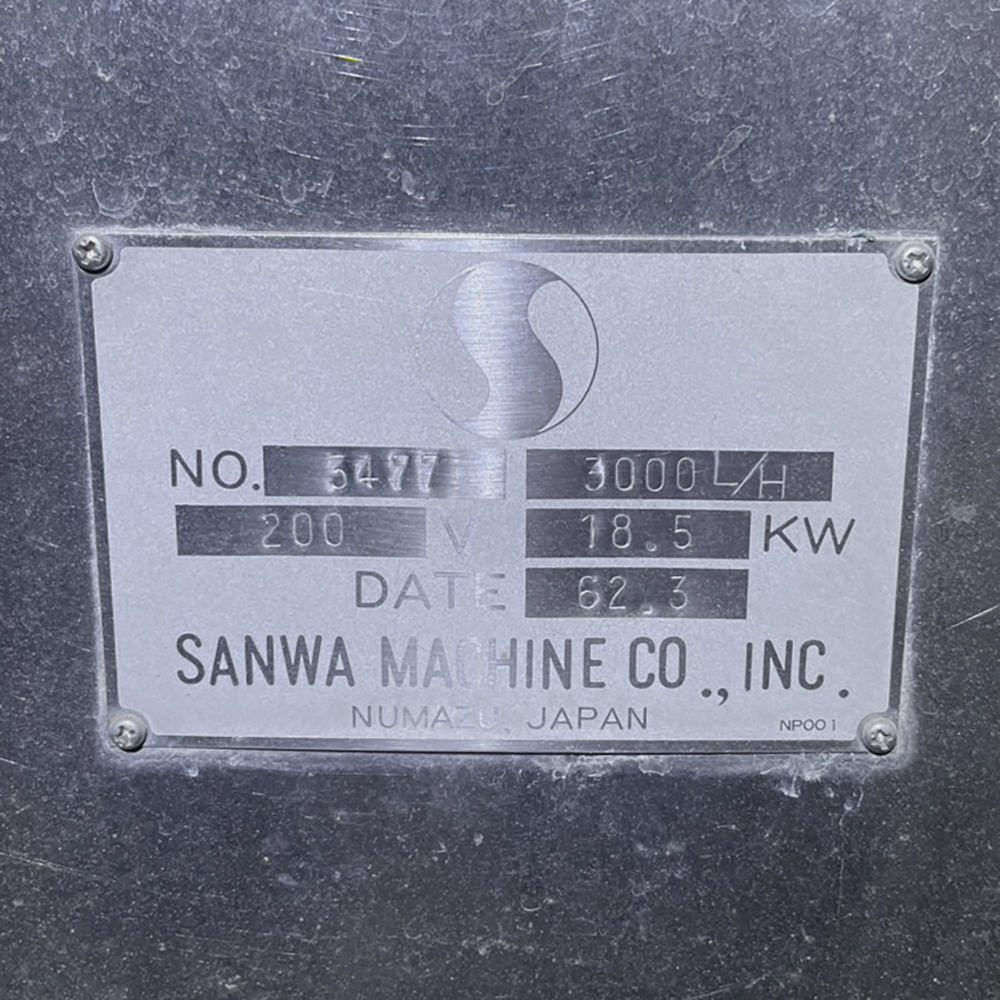 NO. 3477 3000 L/H
200 V 18.5 KW
DATE 62.3
SANWA MACHINE CO., INC.
NUMAZU, JAPAN NP001